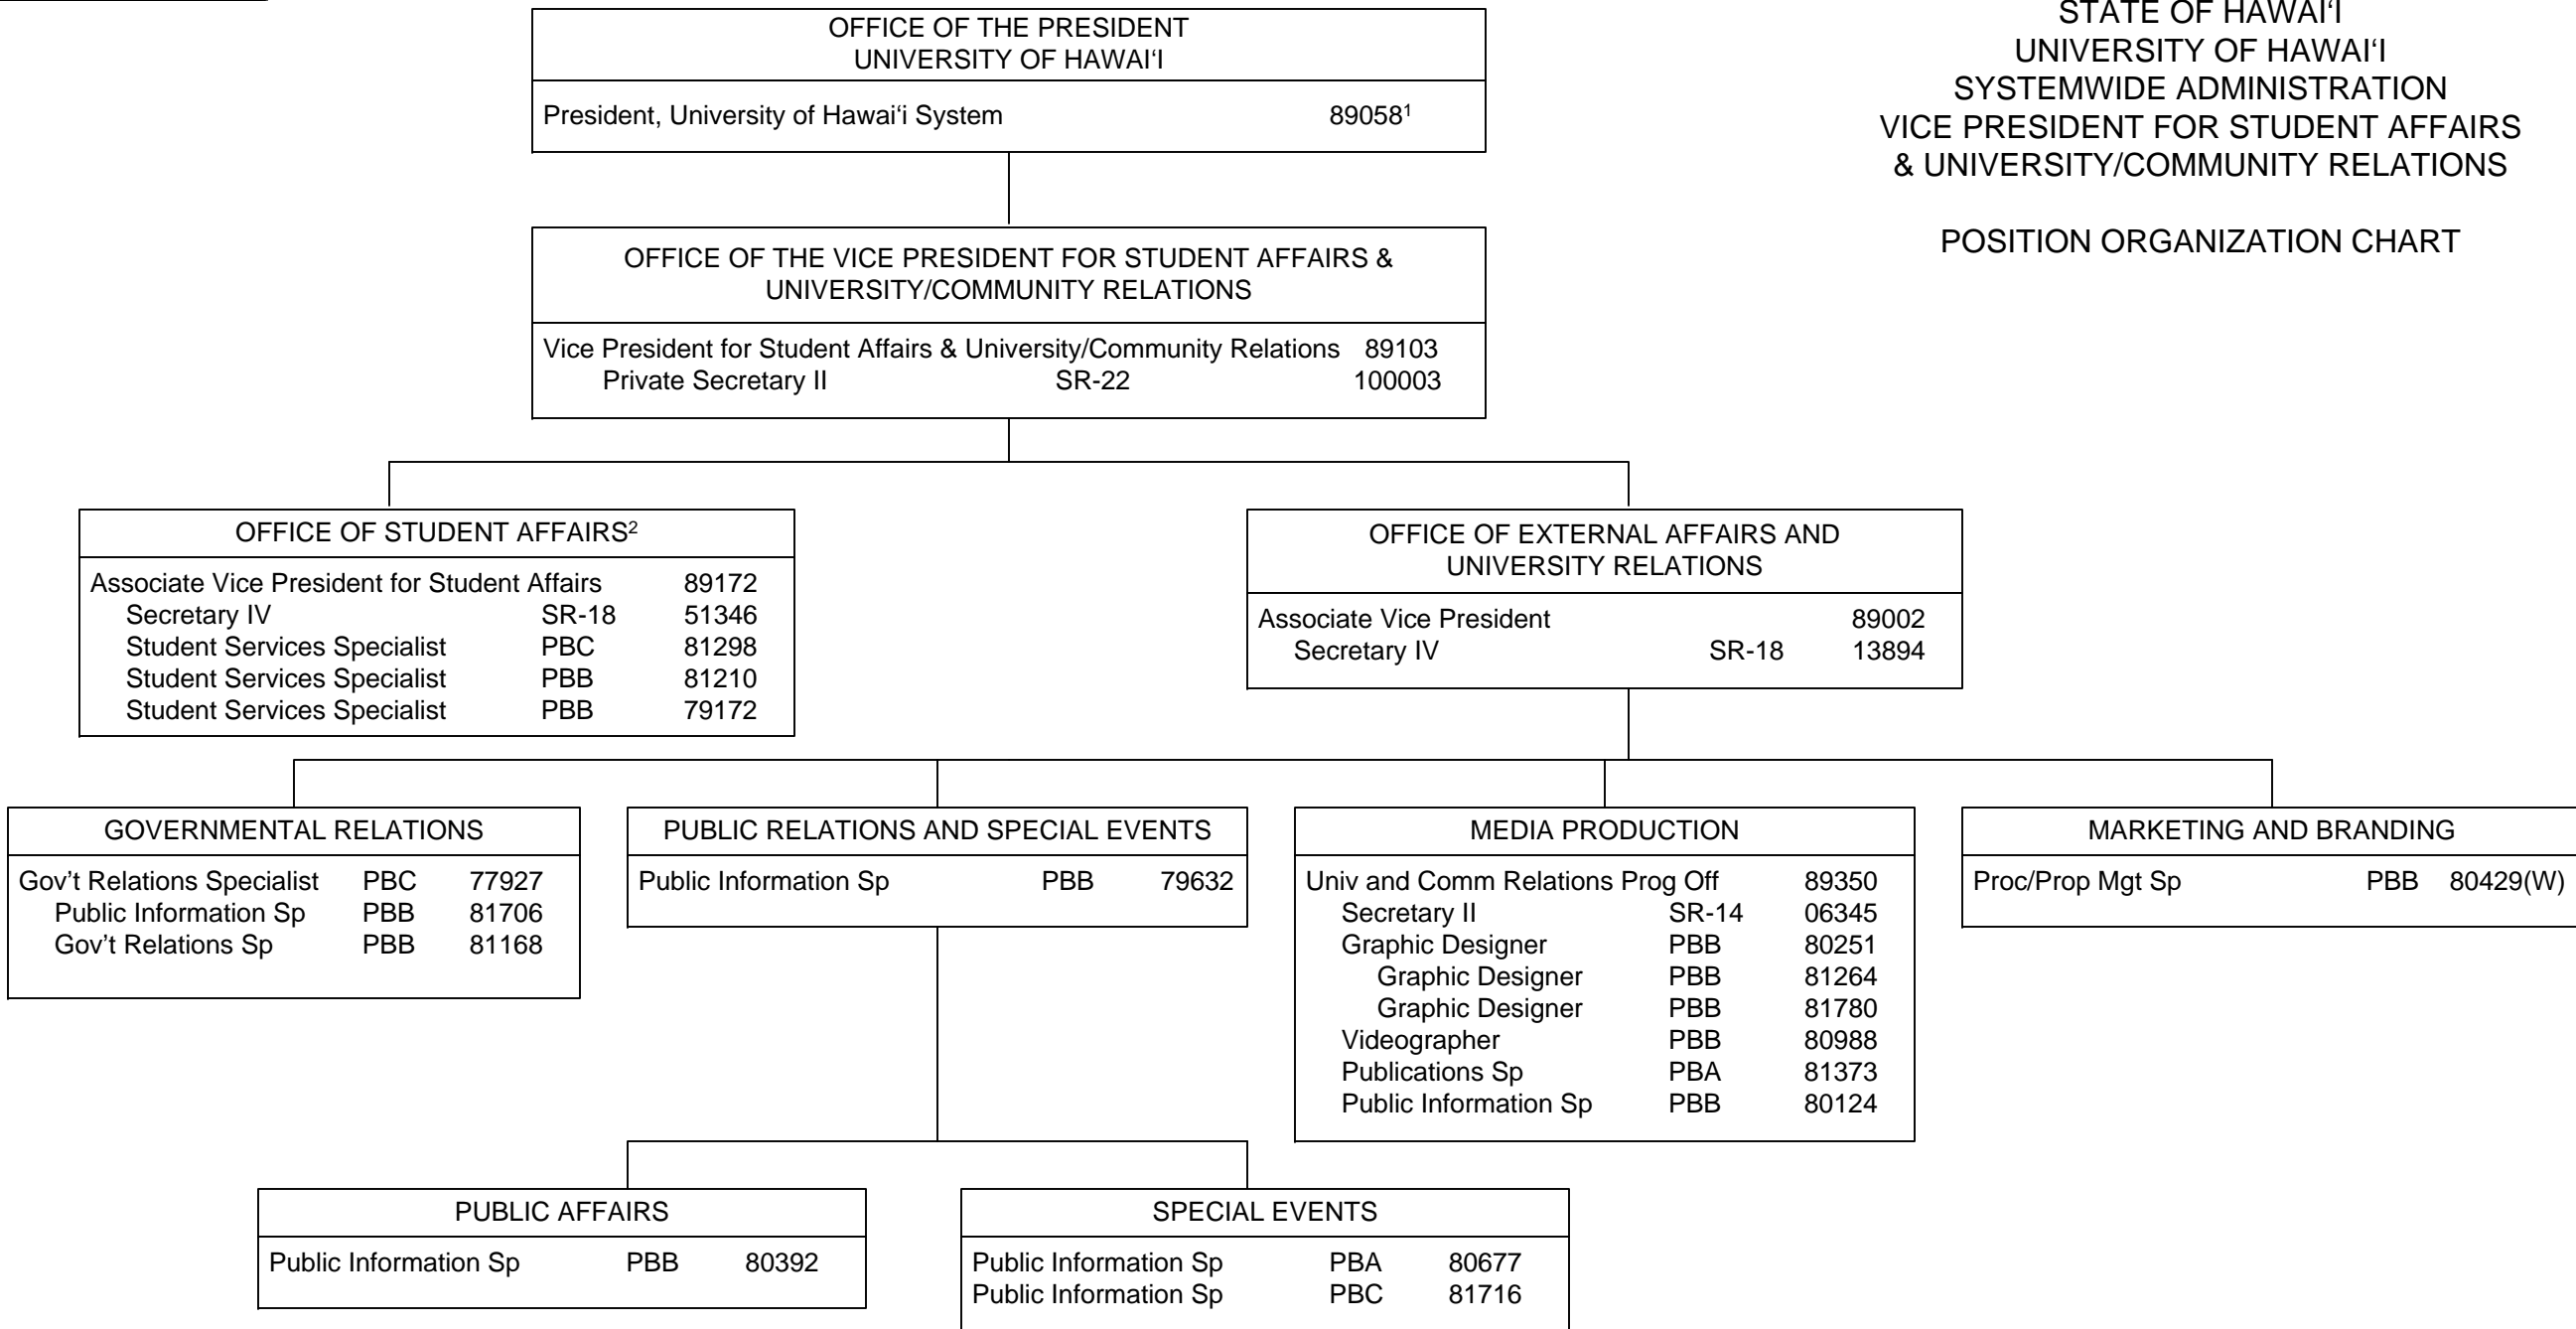 STATE OF HAWAI‘I
UNIVERSITY OF HAWAI‘I
SYSTEMWIDE ADMINISTRATION
VICE PRESIDENT FOR STUDENT AFFAIRS
& UNIVERSITY/COMMUNITY RELATIONS
POSITION ORGANIZATION CHART
OFFICE OF THE PRESIDENT
UNIVERSITY OF HAWAI‘I
President, University of Hawai‘i System 89058¹
OFFICE OF THE VICE PRESIDENT FOR STUDENT AFFAIRS &
UNIVERSITY/COMMUNITY RELATIONS
Vice President for Student Affairs & University/Community Relations 89103
Private Secretary II SR-22 100003
OFFICE OF STUDENT AFFAIRS²
Associate Vice President for Student Affairs 89172
Secretary IV SR-18 51346
Student Services Specialist PBC 81298
Student Services Specialist PBB 81210
Student Services Specialist PBB 79172
OFFICE OF EXTERNAL AFFAIRS AND
UNIVERSITY RELATIONS
Associate Vice President 89002
Secretary IV SR-18 13894
GOVERNMENTAL RELATIONS
Gov’t Relations Specialist PBC 77927
Public Information Sp PBB 81706
Gov’t Relations Sp PBB 81168
PUBLIC RELATIONS AND SPECIAL EVENTS
Public Information Sp PBB 79632
MEDIA PRODUCTION
Univ and Comm Relations Prog Off 89350
Secretary II SR-14 06345
Graphic Designer PBB 80251
Graphic Designer PBB 81264
Graphic Designer PBB 81780
Videographer PBB 80988
Publications Sp PBA 81373
Public Information Sp PBB 80124
MARKETING AND BRANDING
Proc/Prop Mgt Sp PBB 80429(W)
PUBLIC AFFAIRS
Public Information Sp PBB 80392
SPECIAL EVENTS
Public Information Sp PBA 80677
Public Information Sp PBC 81716